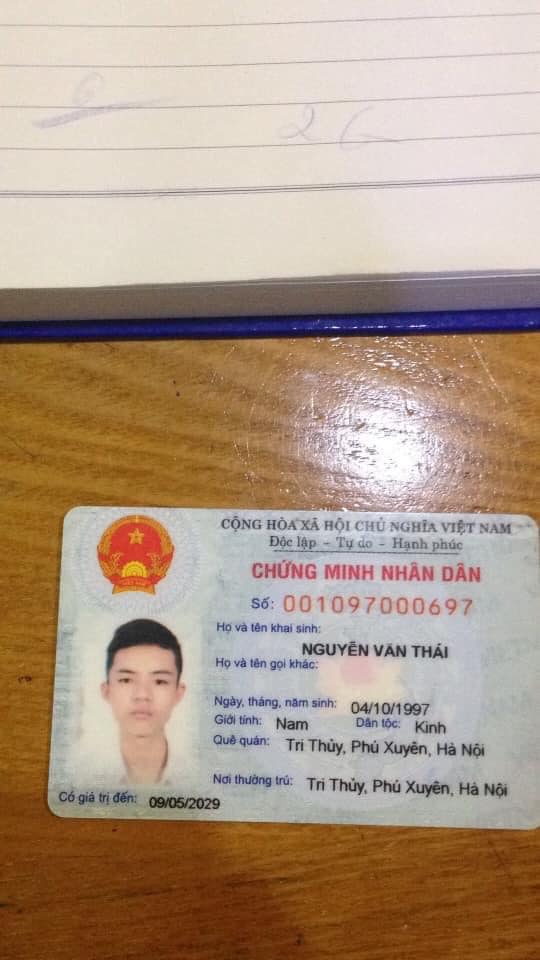 26
CỘNG HÒA XÃ HỘI CHỦ NGHĨA VIỆT NAM
Độc lập - Tự do - Hạnh phúc
CHỨNG MINH NHÂN DÂN
Số: 001097000697
Họ và tên khai sinh:
NGUYỄN VĂN THÁI
Họ và tên gọi khác:
Ngày, tháng, năm sinh: 04/10/1997
Giới tính: Nam Dân tộc: Kinh
Quê quán: Tri Thủy, Phú Xuyên, Hà Nội
Nơi thường trú: Tri Thủy, Phú Xuyên, Hà Nội
Có giá trị đến: 09/05/2029